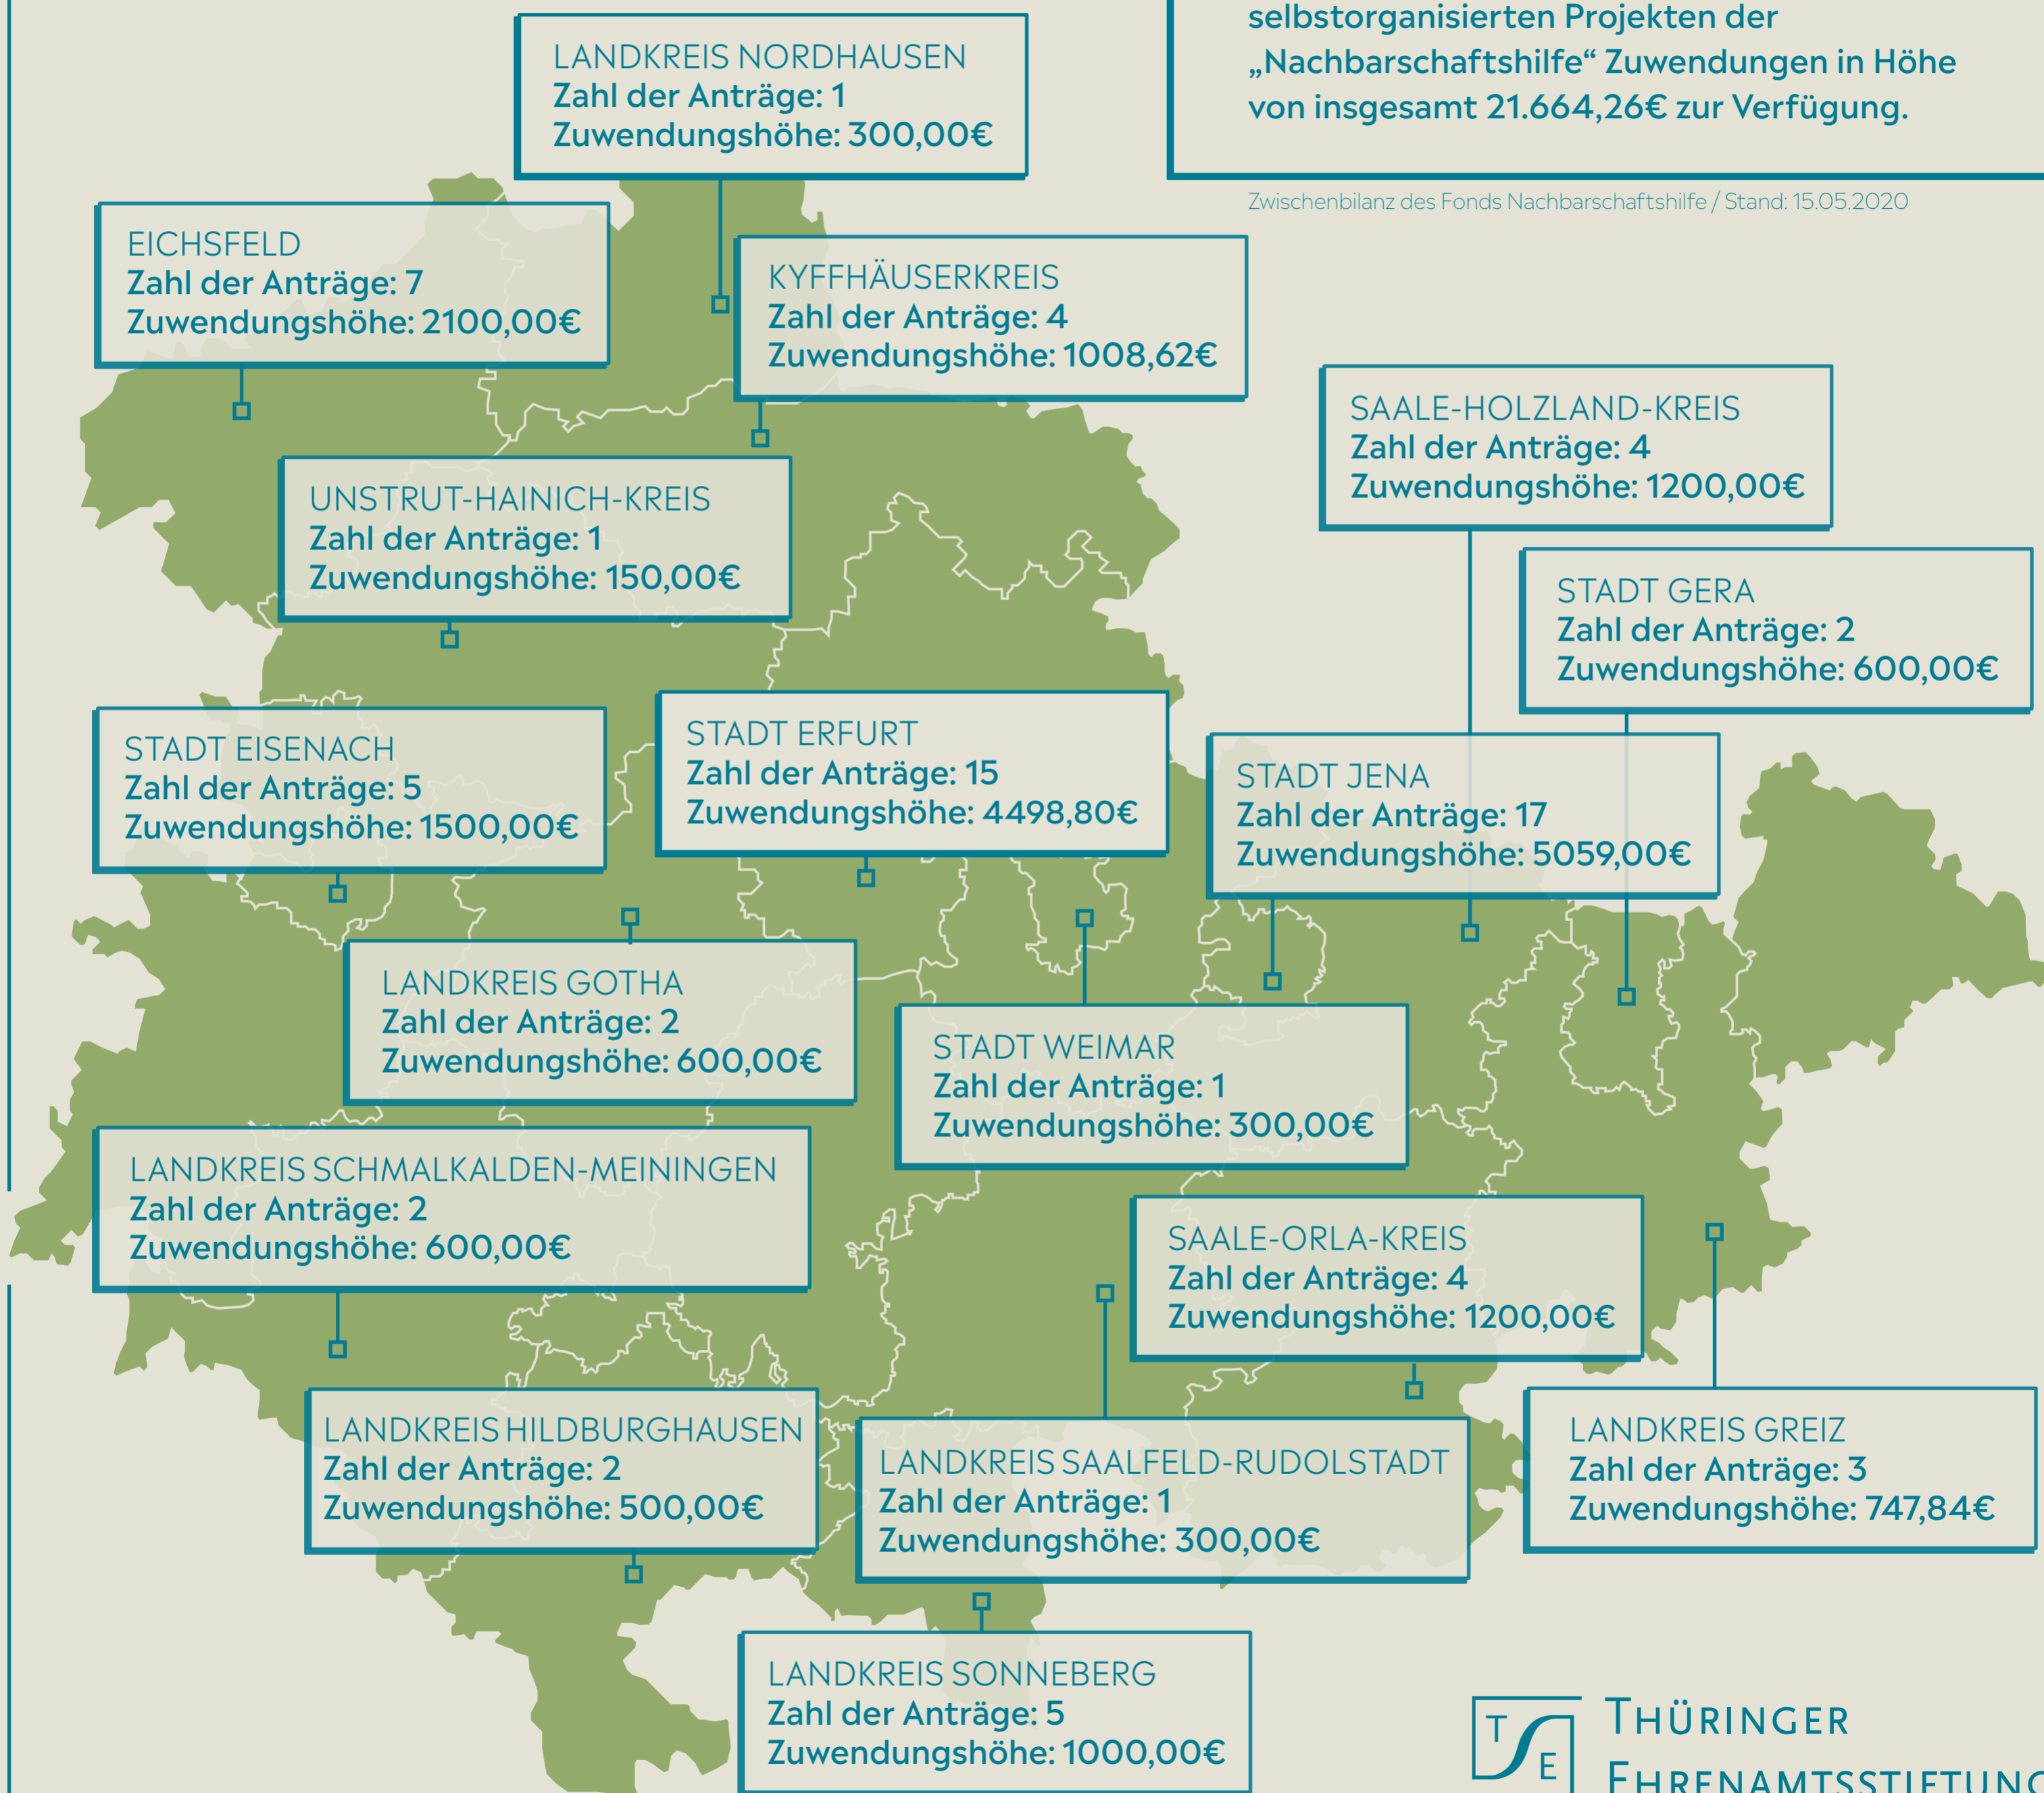 selbstorganisierten Projekten der
„Nachbarschaftshilfe“ Zuwendungen in Höhe
von insgesamt 21.664,26€ zur Verfügung.
Zwischenbilanz des Fonds Nachbarschaftshilfe / Stand: 15.05.2020
LANDKREIS NORDHAUSEN
Zahl der Anträge: 1
Zuwendungshöhe: 300,00€
EICHSFELD
Zahl der Anträge: 7
Zuwendungshöhe: 2100,00€
KYFFHÄUSERKREIS
Zahl der Anträge: 4
Zuwendungshöhe: 1008,62€
SAALE-HOLZLAND-KREIS
Zahl der Anträge: 4
Zuwendungshöhe: 1200,00€
UNSTRUT-HAINICH-KREIS
Zahl der Anträge: 1
Zuwendungshöhe: 150,00€
STADT GERA
Zahl der Anträge: 2
Zuwendungshöhe: 600,00€
STADT EISENACH
Zahl der Anträge: 5
Zuwendungshöhe: 1500,00€
STADT ERFURT
Zahl der Anträge: 15
Zuwendungshöhe: 4498,80€
STADT JENA
Zahl der Anträge: 17
Zuwendungshöhe: 5059,00€
LANDKREIS GOTHA
Zahl der Anträge: 2
Zuwendungshöhe: 600,00€
STADT WEIMAR
Zahl der Anträge: 1
Zuwendungshöhe: 300,00€
LANDKREIS SCHMALKALDEN-MEININGEN
Zahl der Anträge: 2
Zuwendungshöhe: 600,00€
SAALE-ORLA-KREIS
Zahl der Anträge: 4
Zuwendungshöhe: 1200,00€
LANDKREIS HILDBURGHAUSEN
Zahl der Anträge: 2
Zuwendungshöhe: 500,00€
LANDKREIS SAALFELD-RUDOLSTADT
Zahl der Anträge: 1
Zuwendungshöhe: 300,00€
LANDKREIS GREIZ
Zahl der Anträge: 3
Zuwendungshöhe: 747,84€
LANDKREIS SONNEBERG
Zahl der Anträge: 5
Zuwendungshöhe: 1000,00€
T E
THÜRINGER
EHRENAMTSSTIFTUNG